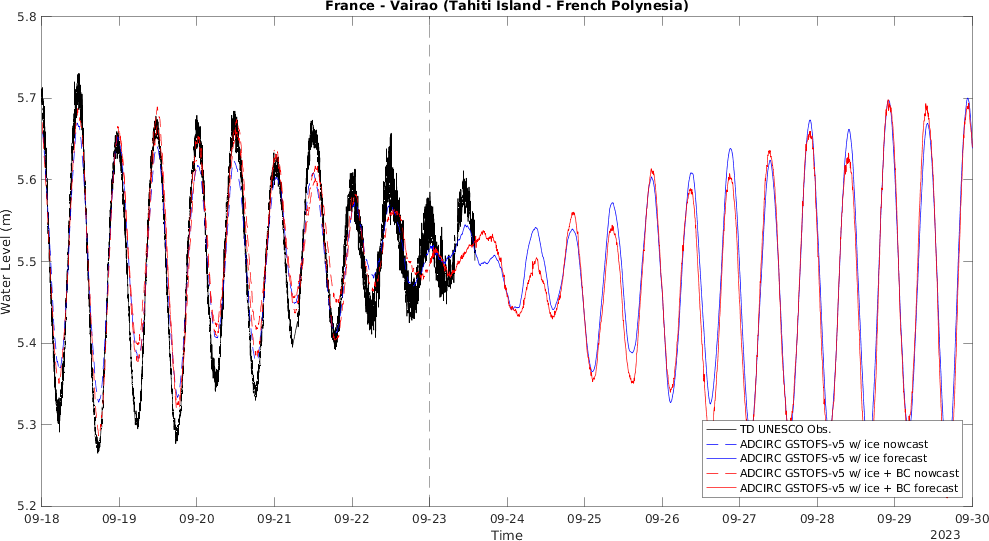 France - Vairao (Tahiti Island - French Polynesia)
5.8
5.7
5.6
5.5
5.4
5.3
5.2
Water Level (m)
TD UNESCO Obs.
ADCIRC GSTOFS-v5 w/ ice nowcast
ADCIRC GSTOFS-v5 w/ ice forecast
ADCIRC GSTOFS-v5 w/ ice + BC nowcast
ADCIRC GSTOFS-v5 w/ ice + BC forecast
09-18 09-19 09-20 09-21 09-22 09-23 09-24 09-25 09-26 09-27 09-28 09-29 09-30
Time
2023